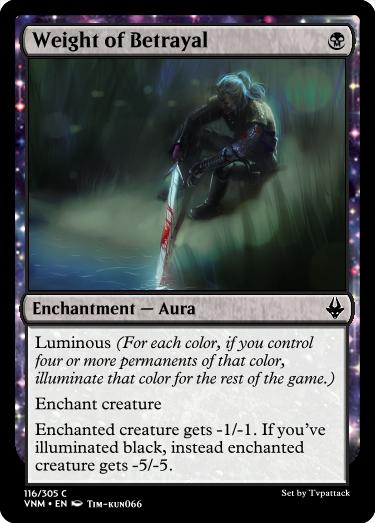 Weight of Betrayal
Enchantment — Aura
Luminous (For each color, if you control
four or more permanents of that color,
illuminate that color for the rest of the game.)
Enchant creature
Enchanted creature gets -1/-1. If you've
illuminated black, instead enchanted
creature gets -5/-5.
116/305 C
VNM • EN Tim-kun066
Set by Tvpattack